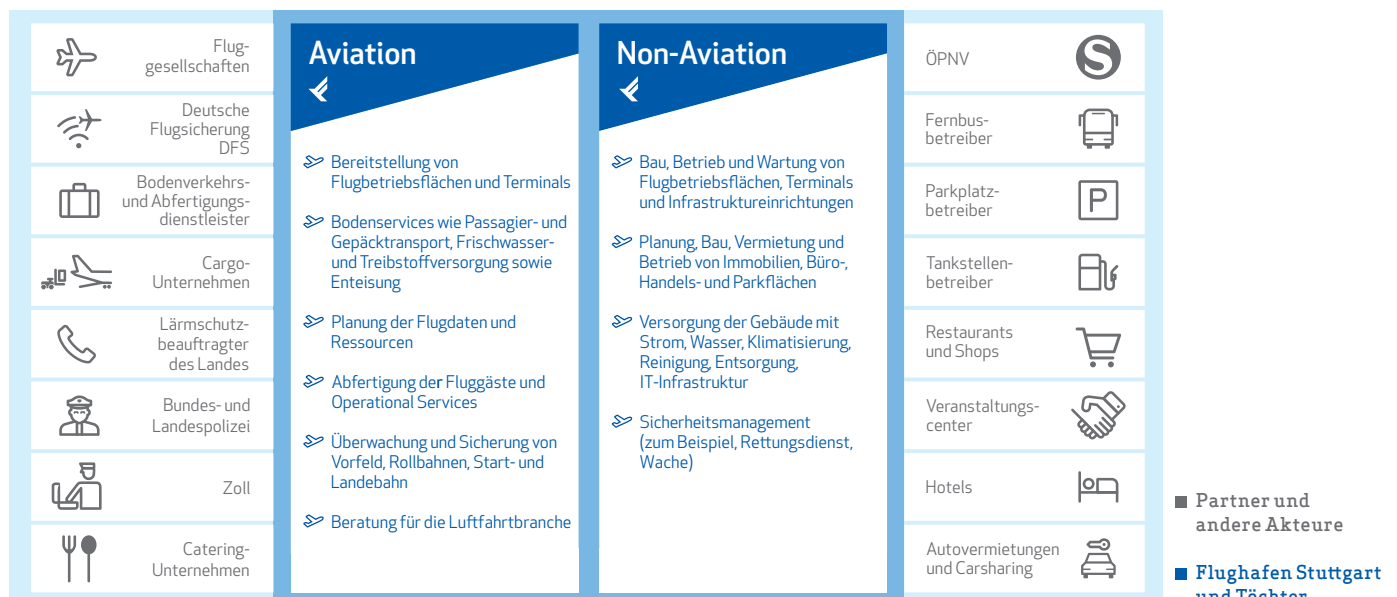 Flug-
gesellschaften
Deutsche
Flugsicherung
DFS
Bodenverkehrs-
und Abfertigungs-
dienstleister
Cargo-
Unternehmen
Lärmschutz-
beauftragter
des Landes
Bundes- und
Landespolizei
Zoll
Catering-
Unternehmen
Aviation
Bereitstellung von
Flugbetriebsflächen und Terminals
Bodenservices wie Passagier- und
Gepäcktransport, Frischwasser-
und Treibstoffversorgung sowie
Enteisung
Planung der Flugdaten und
Ressourcen
Abfertigung der Fluggäste und
Operational Services
Überwachung und Sicherung von
Vorfeld, Rollbahnen, Start- und
Landebahn
Beratung für die Luftfahrtbranche
Non-Aviation
Bau, Betrieb und Wartung von
Flugbetriebsflächen, Terminals
und Infrastruktureinrichtungen
Planung, Bau, Vermietung und
Betrieb von Immobilien, Büro-,
Handels- und Parkflächen
Versorgung der Gebäude mit
Strom, Wasser, Klimatisierung,
Reinigung, Entsorgung,
IT-Infrastruktur
Sicherheitsmanagement
(zum Beispiel, Rettungsdienst,
Wache)
ÖPNV
S
Fernbus-
betreiber
Parkplatz-
betreiber
P
Tankstellen-
betreiber
Restaurants
und Shops
Veranstaltungs-
center
Hotels
Autovermietungen
und Carsharing
Partner und
andere Akteure
Flughafen Stuttgart
und Töchter